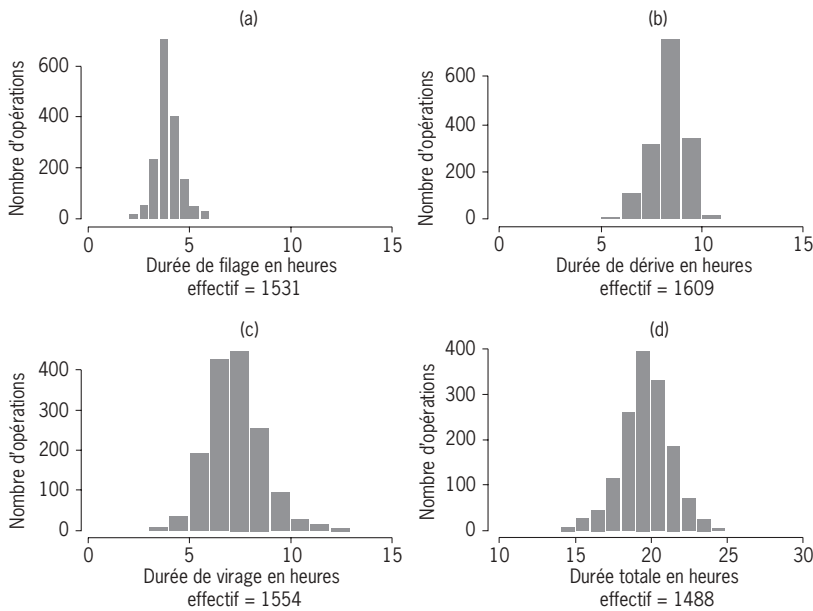 (a)
Nombre d'opérations
600
400
200
0
0 5 10 15
Durée de filage en heures
effectif = 1531
(b)
Nombre d'opérations
600
400
200
0
0 5 10 15
Durée de dérive en heures
effectif = 1609
(c)
Nombre d'opérations
400
300
200
100
0
0 5 10 15
Durée de virage en heures
effectif = 1554
(d)
Nombre d'opérations
400
300
200
100
0
10 15 20 25 30
Durée totale en heures
effectif = 1488